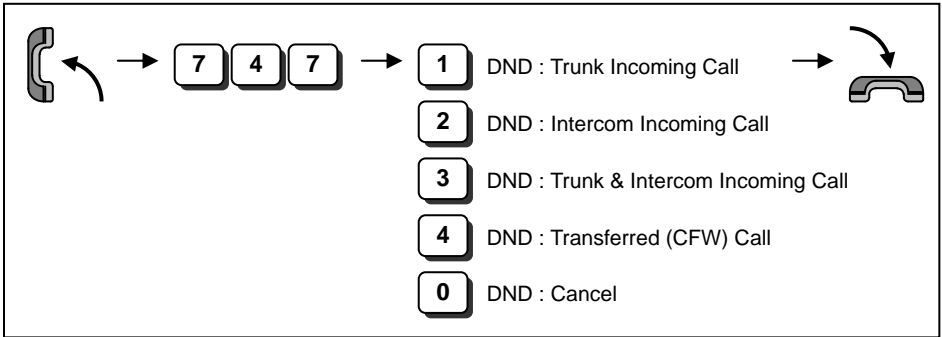 7 4 7 1 DND : Trunk Incoming Call
2 DND : Intercom Incoming Call
3 DND : Trunk & Intercom Incoming Call
4 DND : Transferred (CFW) Call
0 DND : Cancel